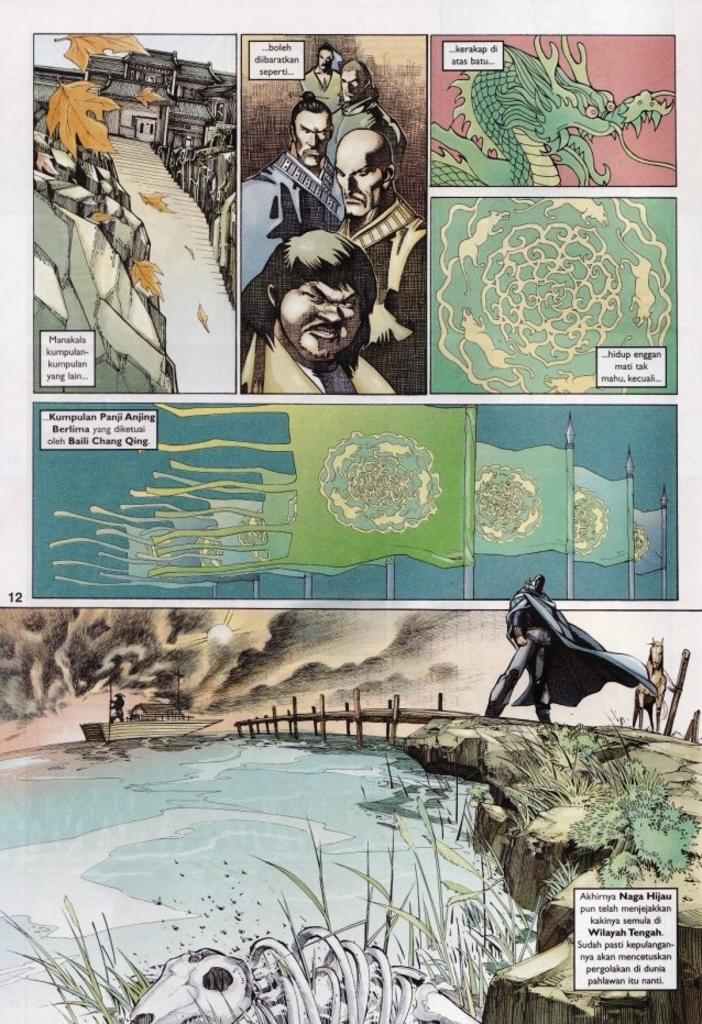 Manakala
kumpulan-
kumpulan
yang lain...
...boleh
diibaratkan
seperti...
...kerakap di
atas batu...
...hidup enggan
mati tak
mahu, kecuali...
...Kumpulan Panji Anjing
Berlima yang diketuai
oleh Baili Chang Qing.
12
Akhirnya Naga Hijau
pun telah menjejakkan
kakinya semula di
Wilayah Tengah.
Sudah pasti kepulangan-
nya akan mencetuskan
pergolakan di dunia
pahlawan itu nanti.